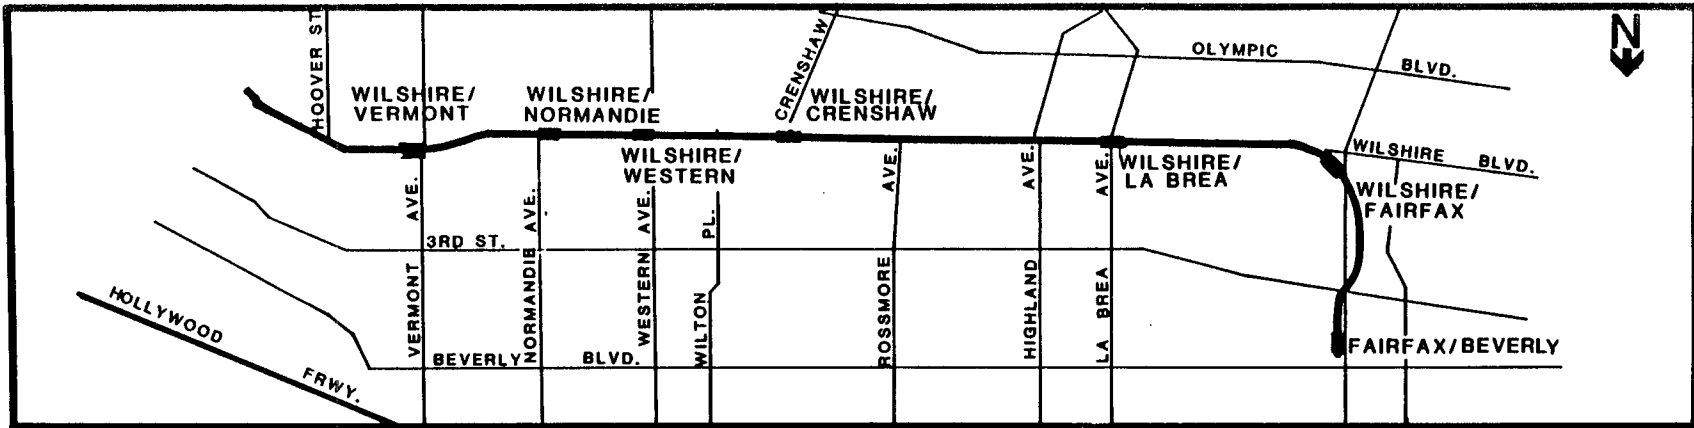 HOOVER ST.
WILSHIRE/
VERMONT
WILSHIRE/
NORMANDIE
CRENSHAW
WILSHIRE/
CRENSHAW
OLYMPIC
BLVD.
N
WILSHIRE/
WESTERN
AVE.
AVE.
AVE.
WILSHIRE/
LA BREA
WILSHIRE
BLVD.
WILSHIRE/
FAIRFAX
VERMONT AVE.
3RD ST.
NORMANDIE AVE.
WESTERN AVE.
WILTON PL.
ROSSMORE
HIGHLAND
LA BREA
HOLLYWOOD
FRWY.
BEVERLY
BLVD.
FAIRFAX/BEVERLY